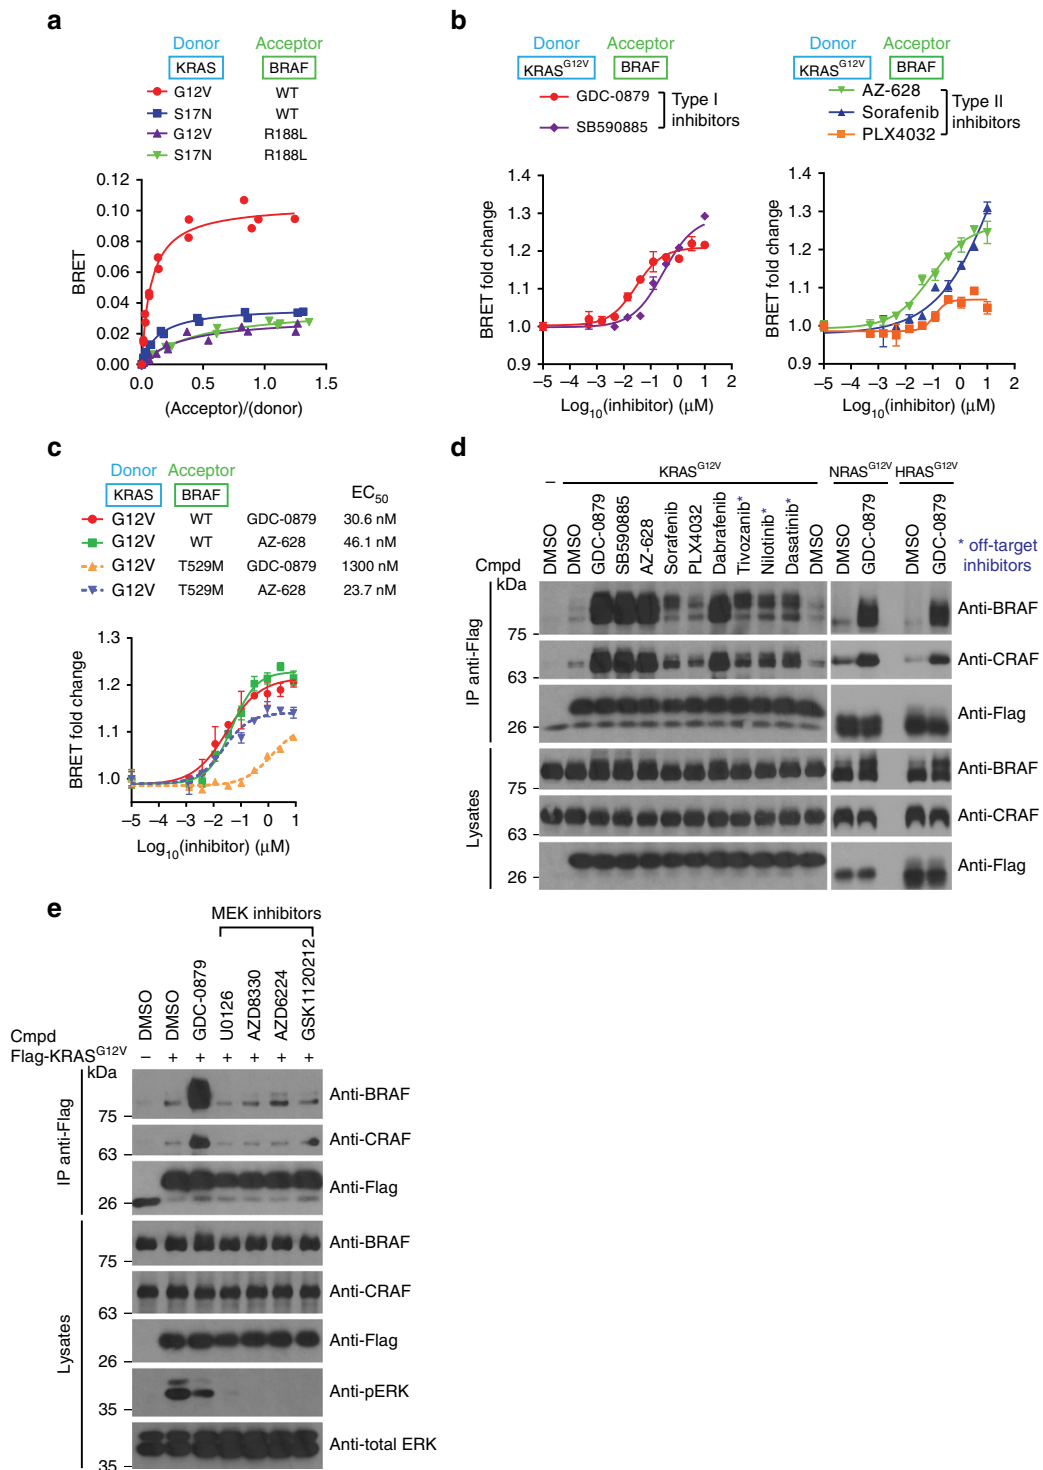 a
Donor Acceptor
KRAS BRAF
G12V WT
S17N WT
G12V R188L
S17N R188L
BRET
0.12
0.10
0.08
0.06
0.04
0.02
0.00
0.0 0.5 1.0 1.5
(Acceptor)/(donor)
b
Donor Acceptor
KRAS^G12V BRAF
GDC-0879
SB590885
Type I
inhibitors
BRET fold change
1.4
1.3
1.2
1.1
1.0
0.9
–5 –4 –3 –2 –1 0 1 2
Log10(inhibitor) (μM)
Donor Acceptor
KRAS^G12V BRAF
AZ-628
Sorafenib
PLX4032
Type II
inhibitors
BRET fold change
1.4
1.3
1.2
1.1
1.0
0.9
–5 –4 –3 –2 –1 0 1 2
Log10(inhibitor) (μM)
c
Donor Acceptor
KRAS BRAF EC50
G12V WT GDC-0879 30.6 nM
G12V WT AZ-628 46.1 nM
G12V T529M GDC-0879 1300 nM
G12V T529M AZ-628 23.7 nM
BRET fold change
1.3
1.2
1.1
1.0
–5 –4 –3 –2 –1 0 1
Log10(inhibitor) (μM)
d
– KRAS^G12V NRAS^G12V HRAS^G12V
Cmpd DMSO DMSO GDC-0879 SB590885 AZ-628 Sorafenib PLX4032 Dabrafenib Tivozanib* Nilotinib* Dasatinib* DMSO DMSO GDC-0879 DMSO GDC-0879
* off-target
inhibitors
kDa
IP anti-Flag
Anti-BRAF
75
Anti-CRAF
63
Anti-Flag
26
Lysates
Anti-BRAF
75
Anti-CRAF
63
Anti-Flag
26
e
MEK inhibitors
Cmpd DMSO DMSO GDC-0879 U0126 AZD8330 AZD6224 GSK1120212
Flag-KRAS^G12V – + + + + + +
kDa
IP anti-Flag
Anti-BRAF
75
Anti-CRAF
63
Anti-Flag
26
Lysates
Anti-BRAF
75
Anti-CRAF
63
Anti-Flag
26
Anti-pERK
35
Anti-total ERK
35